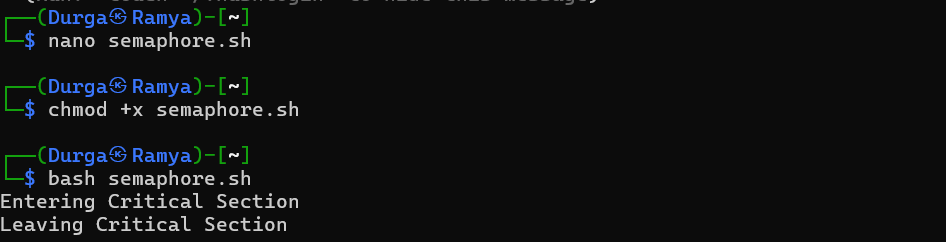 ┌──(Durga㉿Ramya)-[~]
└─$ nano semaphore.sh
┌──(Durga㉿Ramya)-[~]
└─$ chmod +x semaphore.sh
┌──(Durga㉿Ramya)-[~]
└─$ bash semaphore.sh
Entering Critical Section
Leaving Critical Section